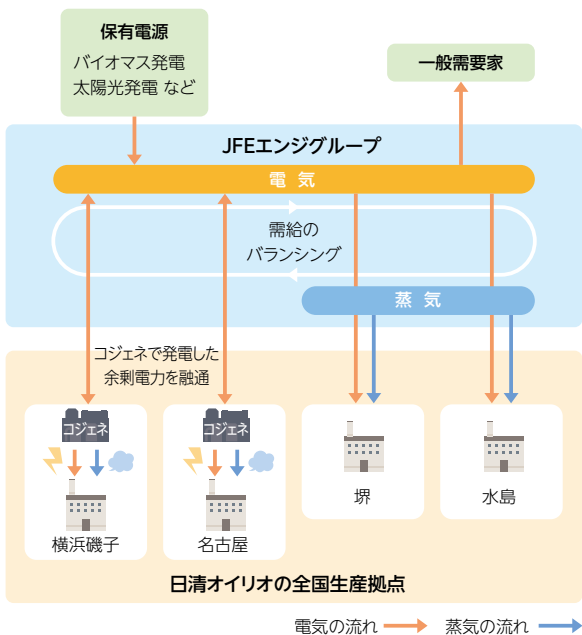 保有電源
バイオマス発電
太陽光発電 など
一般需要家
JFEエンジグループ
電 気
需給の
バランシング
蒸 気
コジェネで発電した
余剰電力を融通
コジェネ
コジェネ
横浜磯子
名古屋
堺
水島
日清オイリオの全国生産拠点
電気の流れ
蒸気の流れ